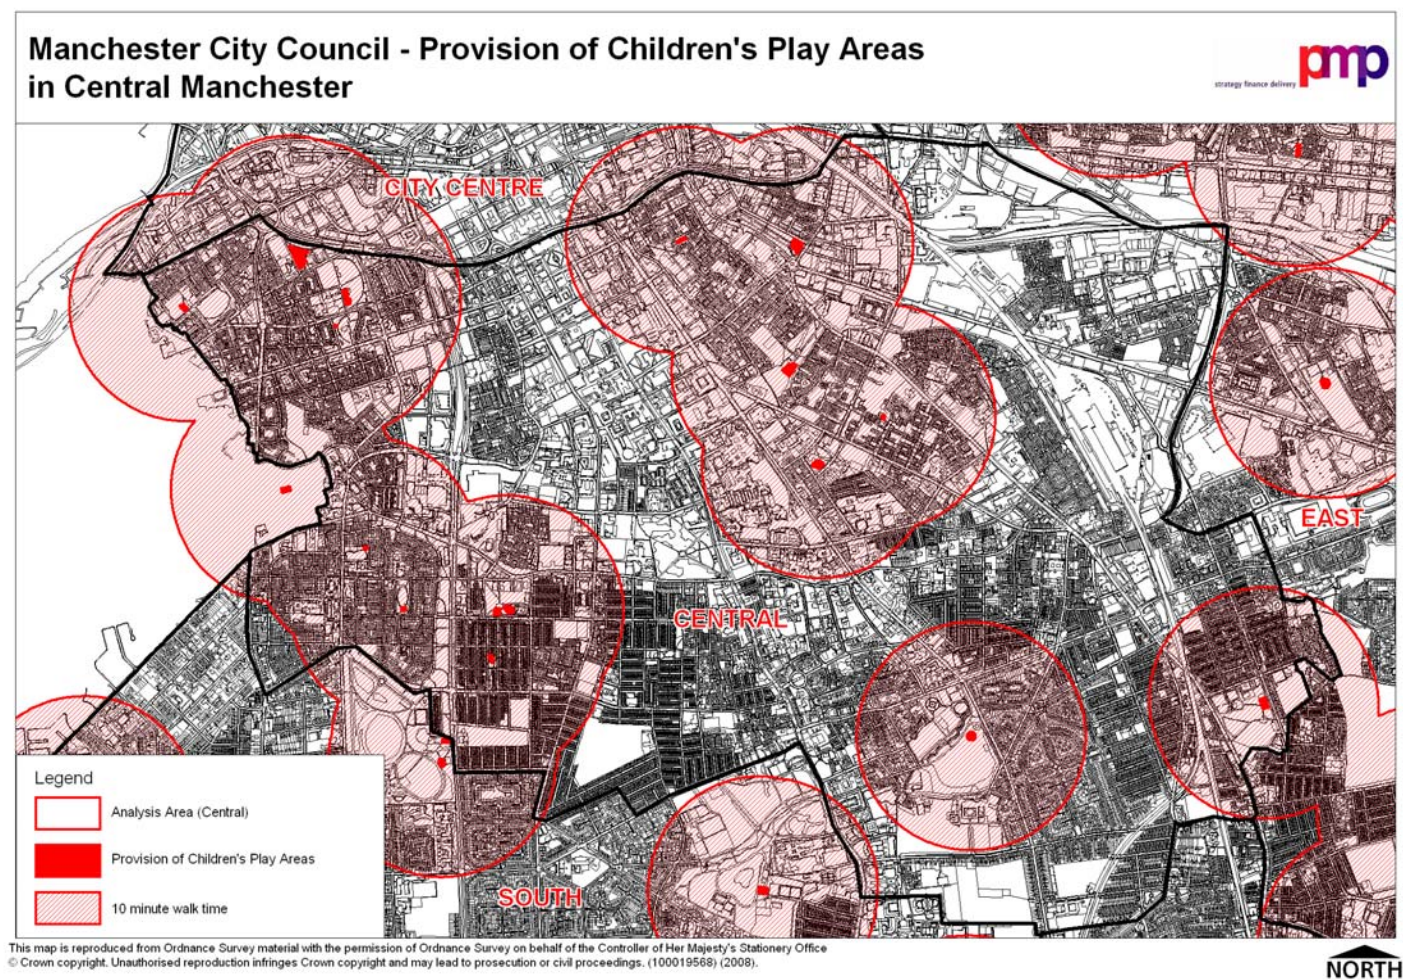 Manchester City Council - Provision of Children's Play Areas
in Central Manchester
pmp
strategy finance delivery
CITY CENTRE
EAST
CENTRAL
SOUTH
Legend
Analysis Area (Central)
Provision of Children's Play Areas
10 minute walk time
This map is reproduced from Ordnance Survey material with the permission of Ordnance Survey on behalf of the Controller of Her Majesty's Stationery Office
© Crown copyright. Unauthorised reproduction infringes Crown copyright and may lead to prosecution or civil proceedings. (100019568) (2008).
NORTH